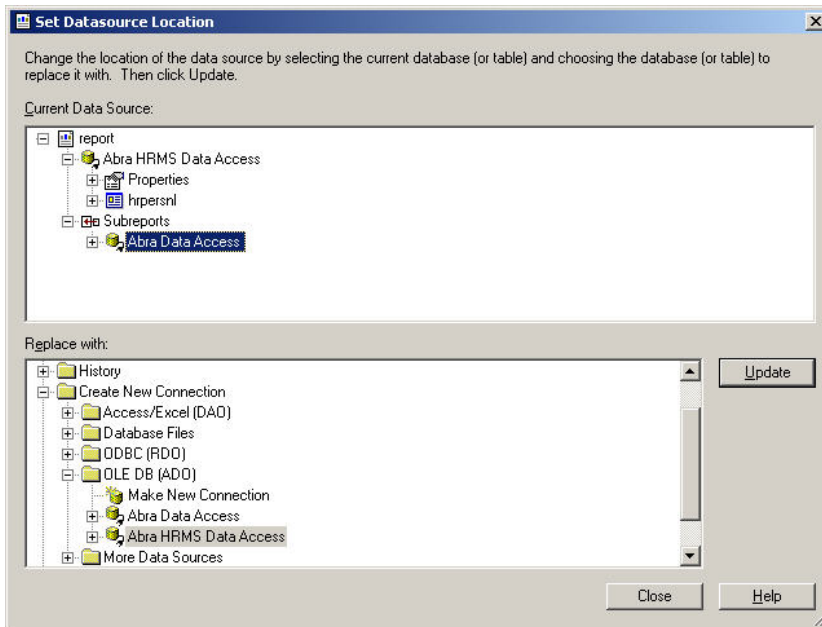 Set Datasource Location
Change the location of the data source by selecting the current database (or table) and choosing the database (or table) to
replace it with. Then click Update.
Current Data Source:
report
Abra HRMS Data Access
Properties
hrpersnl
Subreports
Abra Data Access
Replace with:
History
Create New Connection
Access/Excel (DAO)
Database Files
ODBC (RDO)
OLE DB (ADO)
Make New Connection
Abra Data Access
Abra HRMS Data Access
More Data Sources
Update
Close
Help